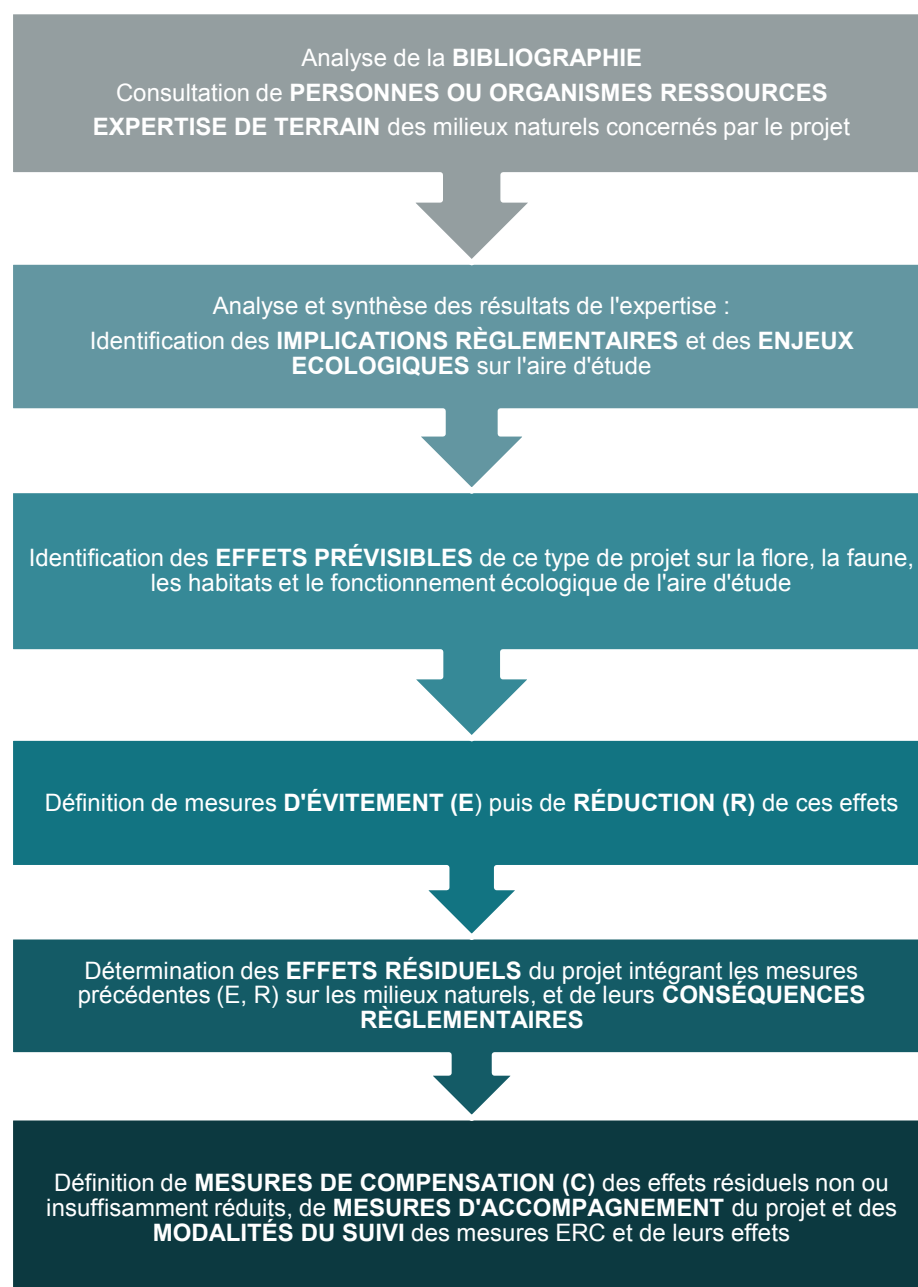 Analyse de la BIBLIOGRAPHIE
Consultation de PERSONNES OU ORGANISMES RESSOURCES
EXPERTISE DE TERRAIN des milieux naturels concernés par le projet
Analyse et synthèse des résultats de l'expertise :
Identification des IMPLICATIONS RÈGLEMENTAIRES et des ENJEUX
ECOLOGIQUES sur l'aire d'étude
Identification des EFFETS PRÉVISIBLES de ce type de projet sur la flore, la faune,
les habitats et le fonctionnement écologique de l'aire d'étude
Définition de mesures D'ÉVITEMENT (E) puis de RÉDUCTION (R) de ces effets
Détermination des EFFETS RÉSIDUELS du projet intégrant les mesures
précédentes (E, R) sur les milieux naturels, et de leurs CONSÉQUENCES
RÈGLEMENTAIRES
Définition de MESURES DE COMPENSATION (C) des effets résiduels non ou
insuffisamment réduits, de MESURES D'ACCOMPAGNEMENT du projet et des
MODALITÉS DU SUIVI des mesures ERC et de leurs effets